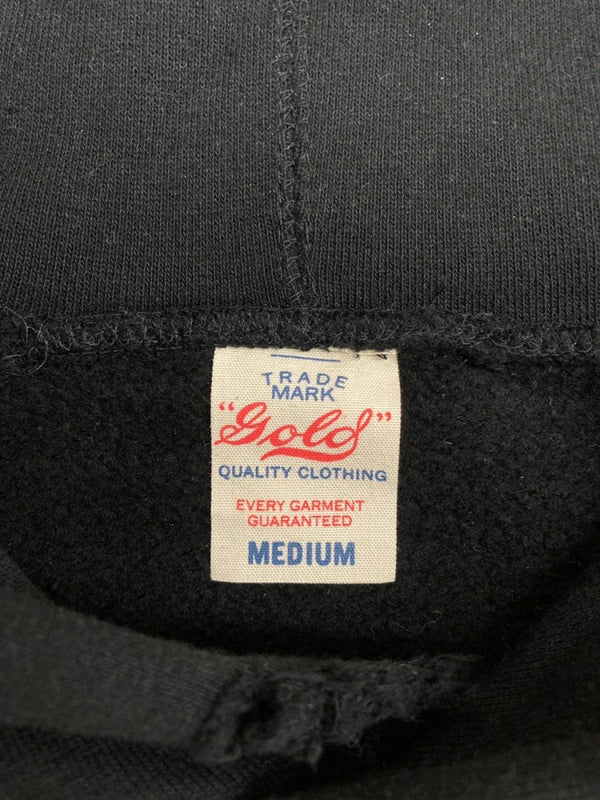 TRADE
MARK
"Gold"
QUALITY CLOTHING
EVERY GARMENT
GUARANTEED
MEDIUM